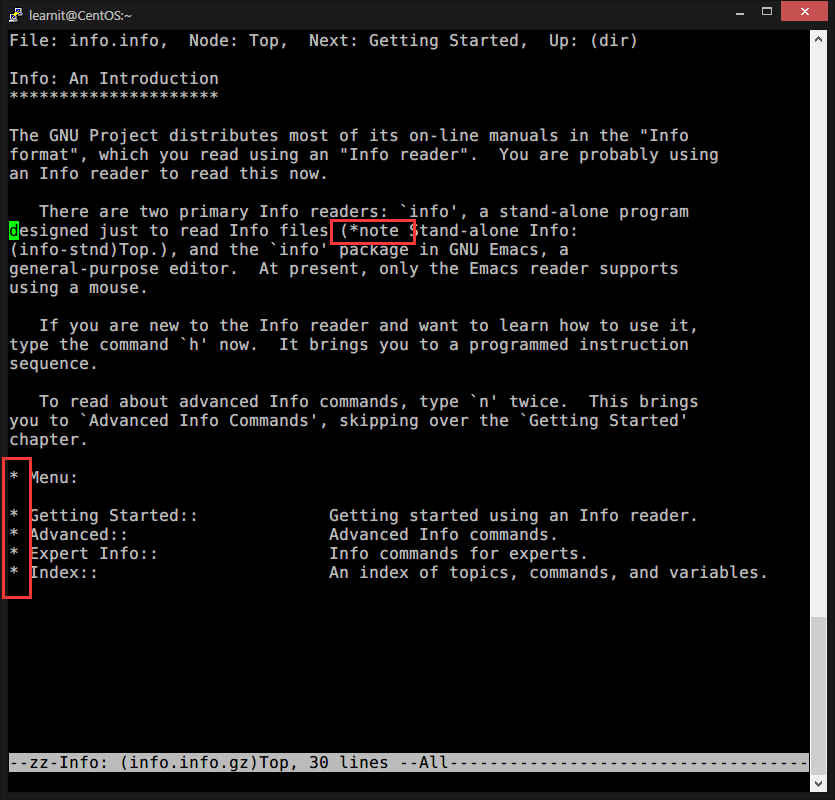 learnit@CentOS:~
File: info.info,  Node: Top,  Next: Getting Started,  Up: (dir)
Info: An Introduction
*********************
The GNU Project distributes most of its on-line manuals in the "Info
format", which you read using an "Info reader".  You are probably using
an Info reader to read this now.
   There are two primary Info readers: `info', a stand-alone program
designed just to read Info files (*note Stand-alone Info:
(info-stnd)Top.), and the `info' package in GNU Emacs, a
general-purpose editor.  At present, only the Emacs reader supports
using a mouse.
   If you are new to the Info reader and want to learn how to use it,
type the command `h' now.  It brings you to a programmed instruction
sequence.
   To read about advanced Info commands, type `n' twice.  This brings
you to `Advanced Info Commands', skipping over the `Getting Started'
chapter.
* Menu:
* Getting Started::             Getting started using an Info reader.
* Advanced::                    Advanced Info commands.
* Expert Info::                 Info commands for experts.
* Index::                       An index of topics, commands, and variables.
--zz-Info: (info.info.gz)Top, 30 lines --All------------------------------------